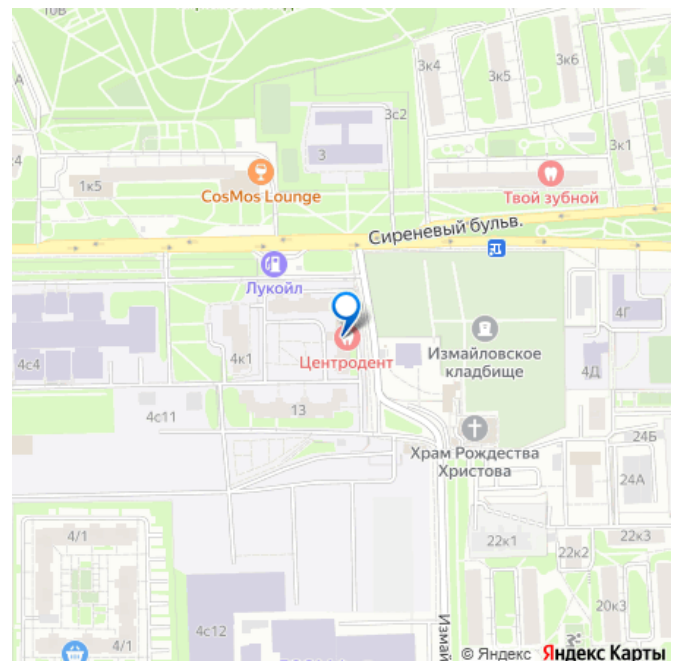 10В
3к4
3к5
3к6
3с2
3
3к1
1к5
CosMos Lounge
Твой зубной
Сиреневый бульв.
Лукойл
4Г
4к1
Центродент
Измайловское
кладбище
4Д
4с4
13
4с11
Храм Рождества
Христова
24Б
24А
4/1
22к1
22к2
22к3
4/1
4с12
20к3
© Яндекс Яндекс Карты